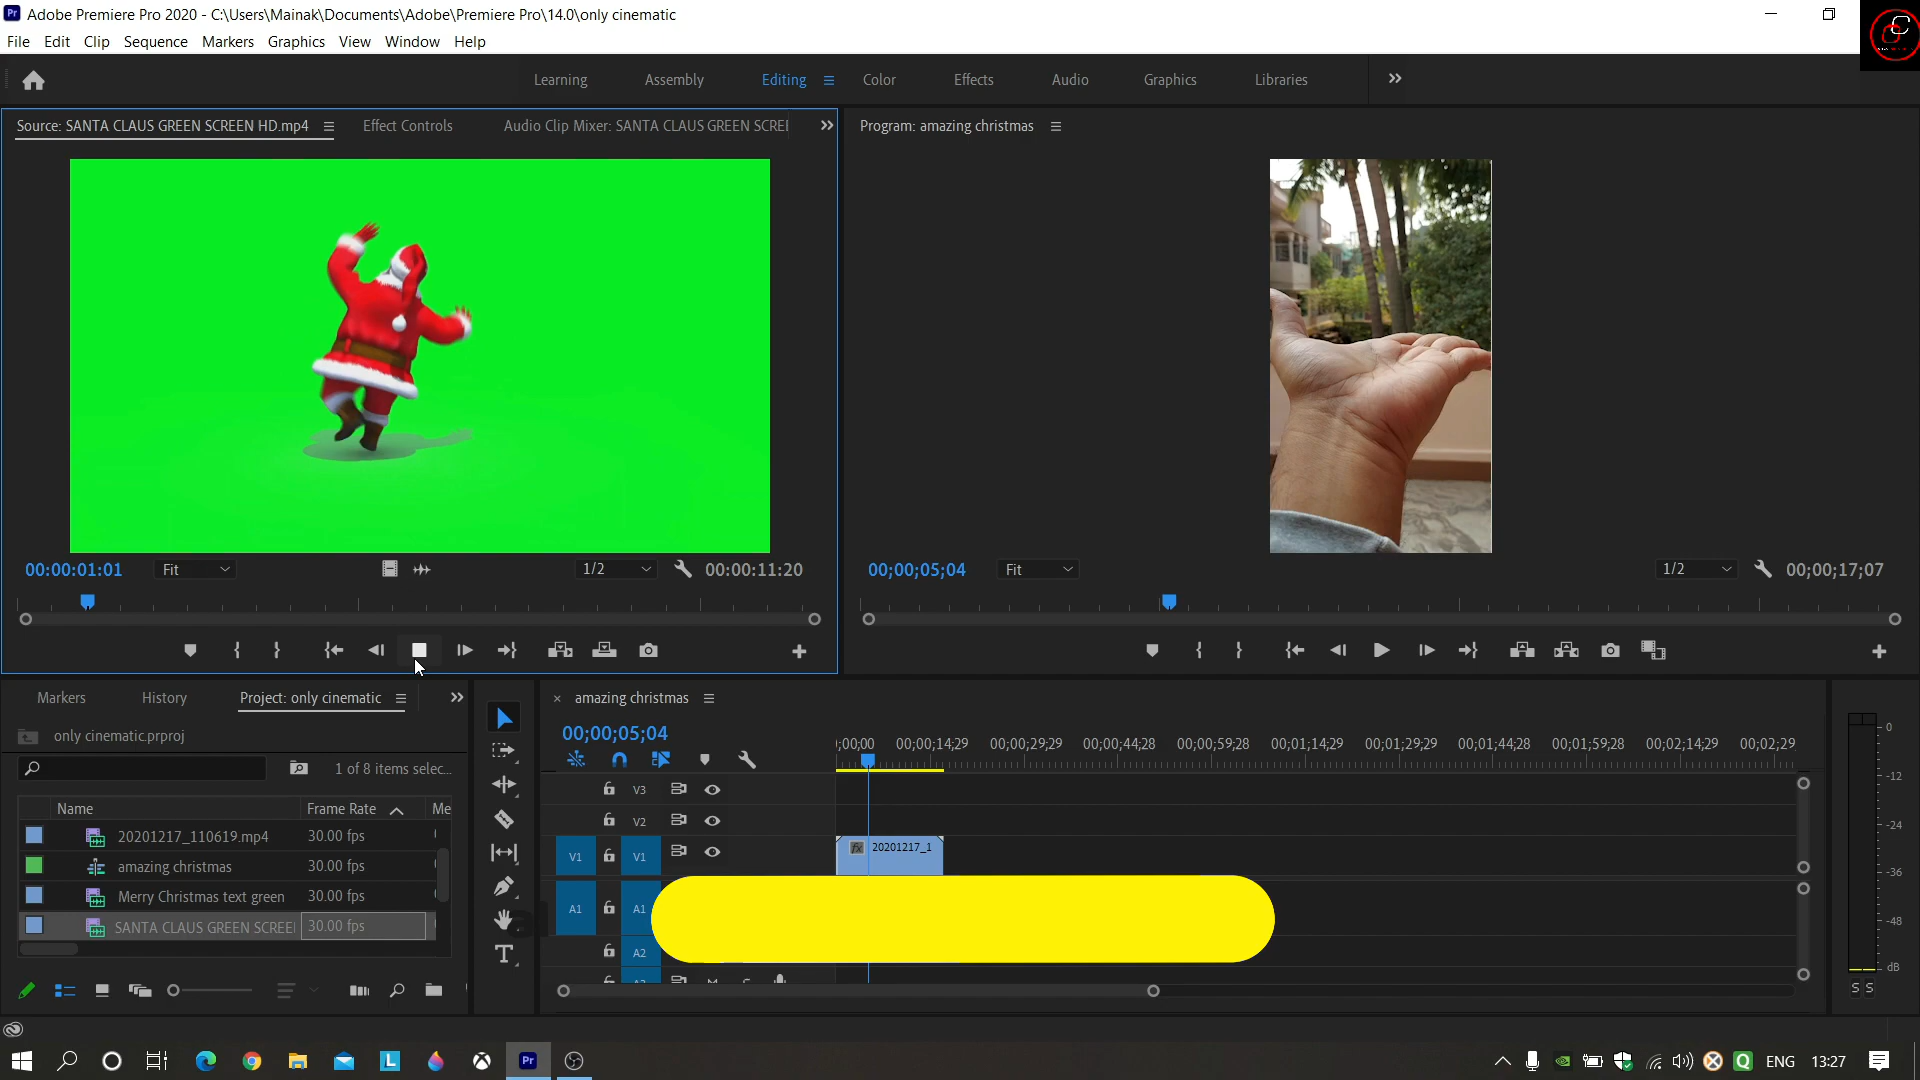 Adobe Premiere Pro 2020 - C:\Users\Mainak\Documents\Adobe\Premiere Pro\14.0\only cinematic
File Edit Clip Sequence Markers Graphics View Window Help
Learning Assembly Editing Color Effects Audio Graphics Libraries
Source: SANTA CLAUS GREEN SCREEN HD.mp4 Effect Controls Audio Clip Mixer: SANTA CLAUS GREEN SCREI
Program: amazing christmas
00:00:01:01 Fit 1/2 00:00:11:20
00;00;05;04 Fit 1/2 00;00;17;07
Markers History Project: only cinematic
only cinematic.prproj
1 of 8 items selec...
Name Frame Rate Me
20201217_110619.mp4 30.00 fps
amazing christmas 30.00 fps
Merry Christmas text green 30.00 fps
SANTA CLAUS GREEN SCREEI 30.00 fps
× amazing christmas
00;00;05;04
;00;00 00;00;14;29 00;00;29;29 00;00;44;28 00;00;59;28 00;01;14;29 00;01;29;29 00;01;44;28 00;01;59;28 00;02;14;29 00;02;29
V3
V2
V1 V1
fx 20201217_1
A1 A1
A2
0
-12
-24
-36
-48
dB
S S
Pr ENG 13:27